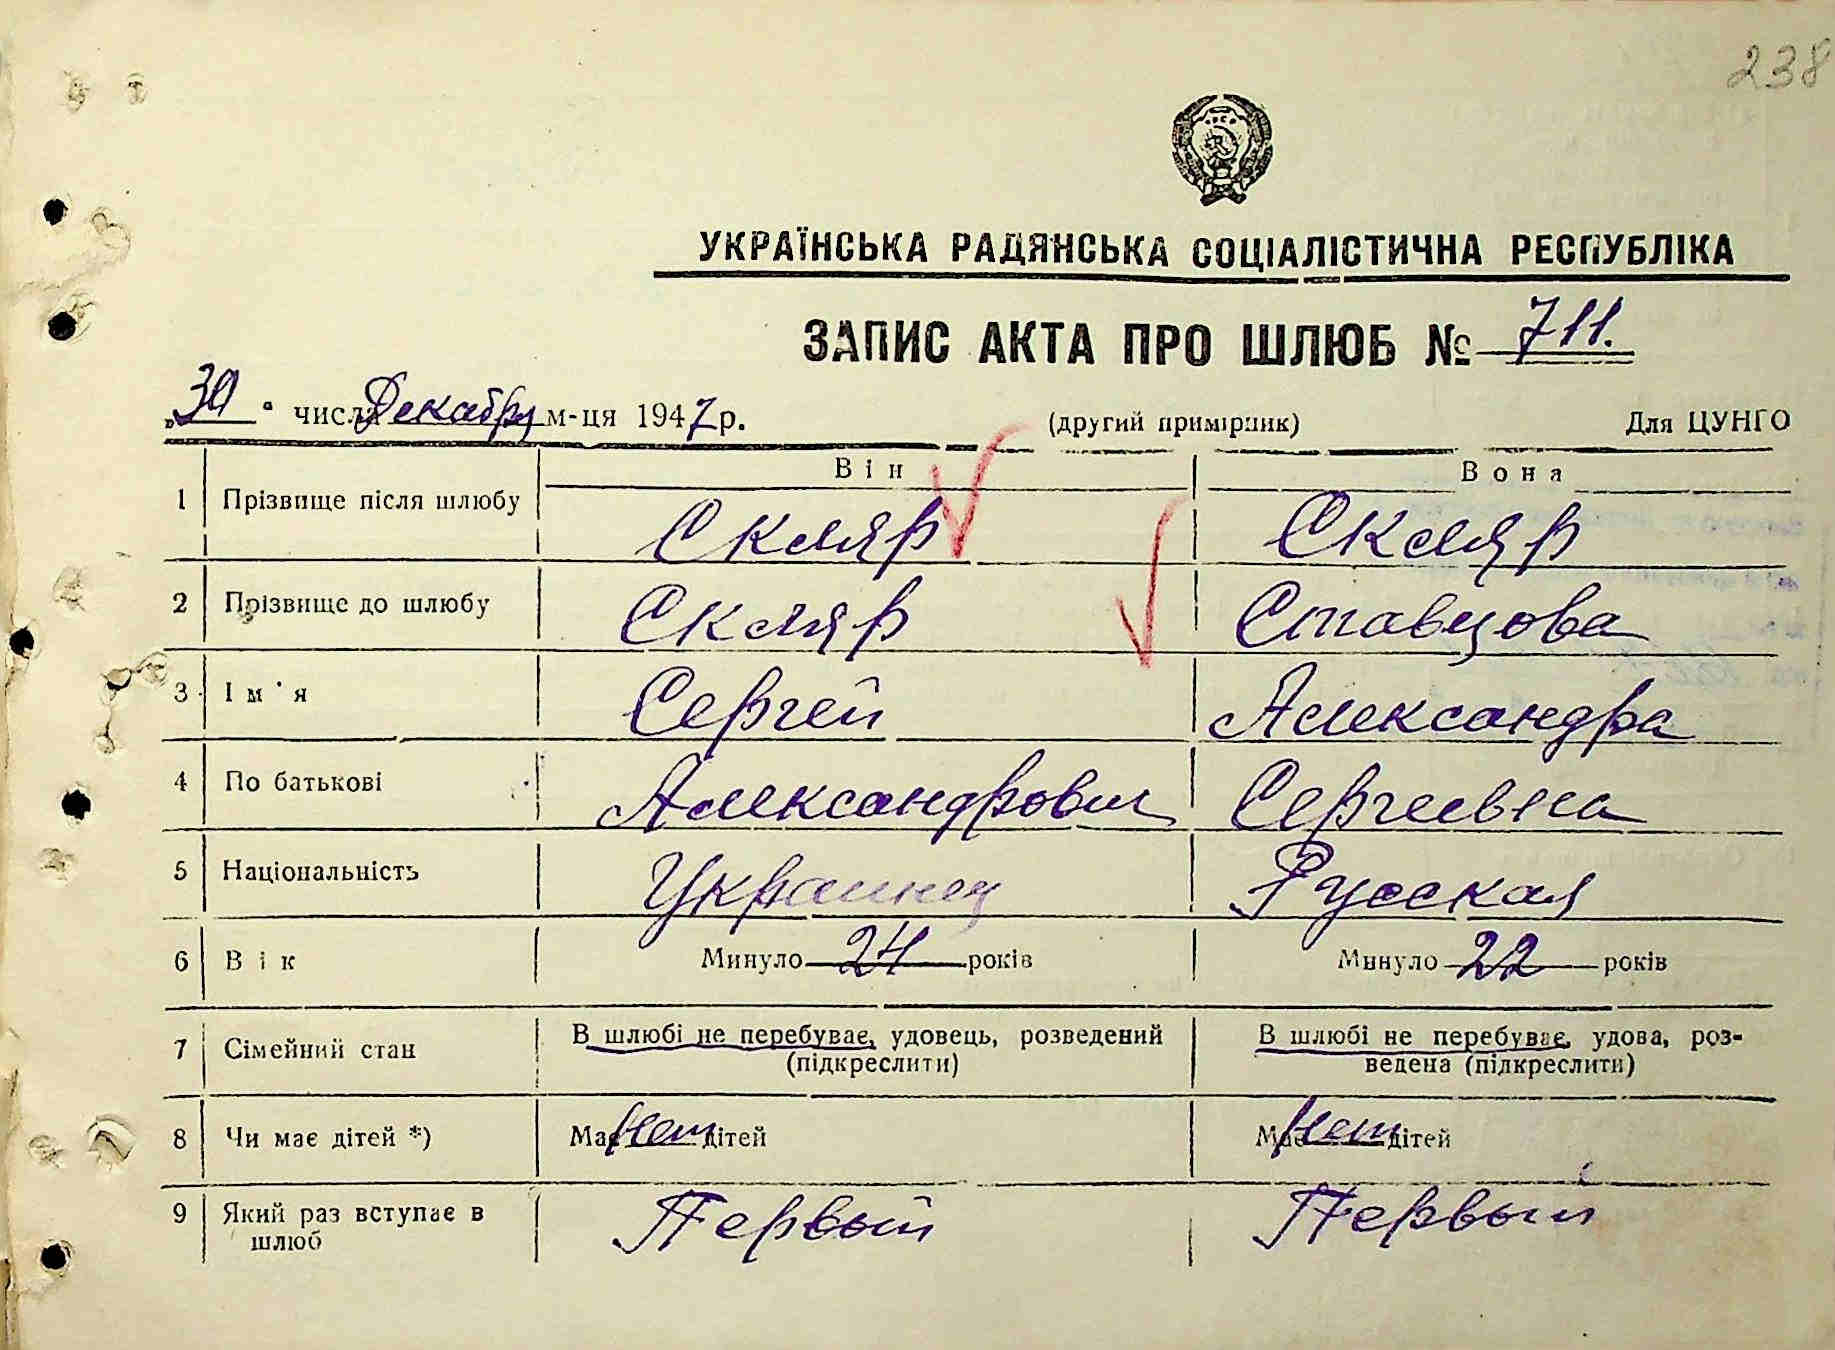 238
УКРАЇНСЬКА РАДЯНСЬКА СОЦІАЛІСТИЧНА РЕСПУБЛІКА
ЗАПИС АКТА ПРО ШЛЮБ № 711.
„30" числа Декабря м-ця 1947 р. (другий примірник) Для ЦУНГО
Він Вона
1 Прізвище після шлюбу Скляр Скляр
2 Прізвище до шлюбу Скляр Ставцова
3 Ім'я Сергей Александра
4 По батькові Александрович Сергеевна
5 Національність Украинец Русская
6 Вік Минуло 24 років Минуло 22 років
7 Сімейний стан В шлюбі не перебуває, удовець, розведений В шлюбі не перебуває, удова, роз-
(підкреслити) ведена (підкреслити)
8 Чи має дітей *) Має Нет дітей Має Нет дітей
9 Який раз вступає в Первый Первый
шлюб